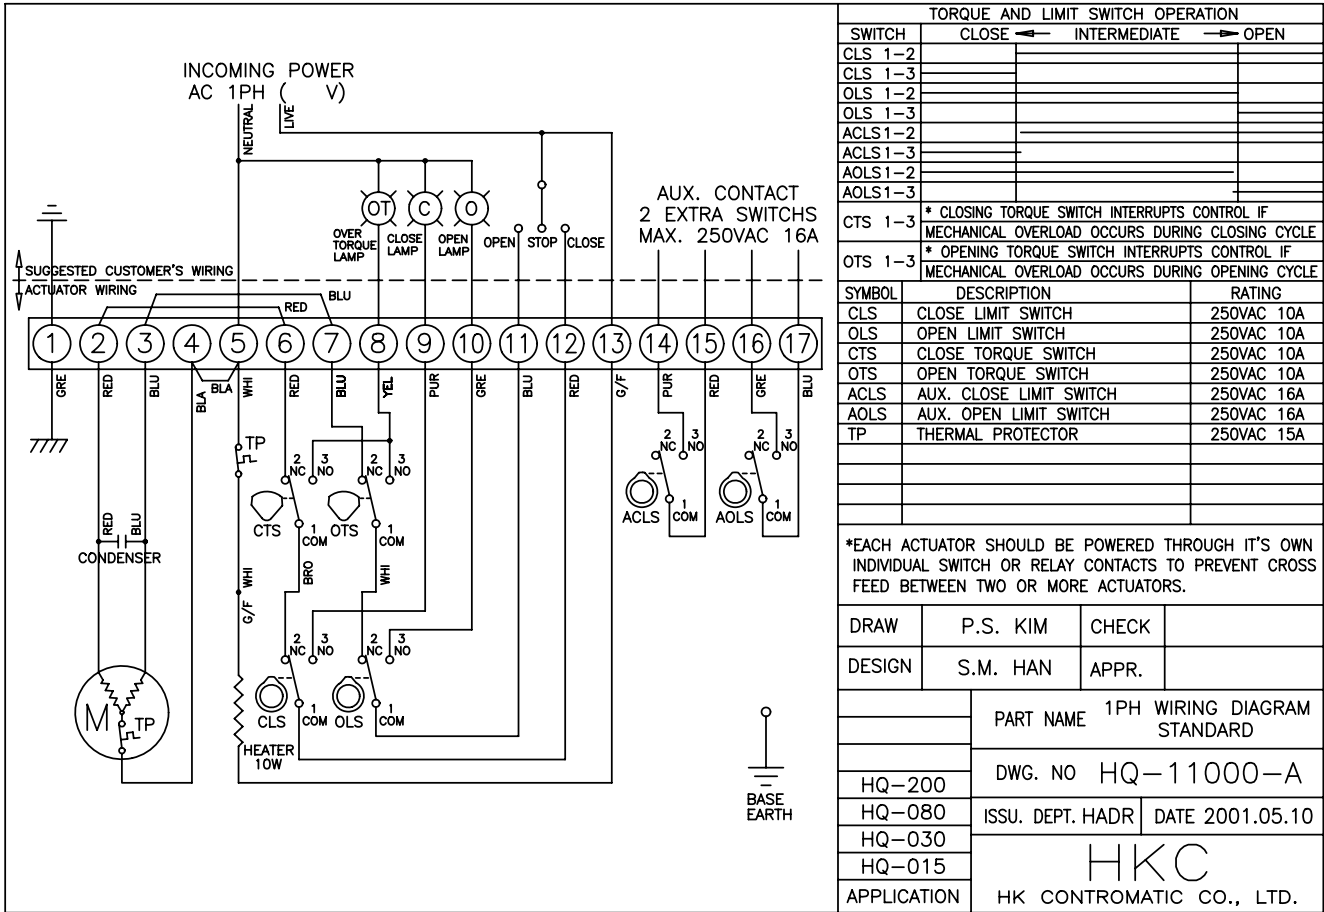 INCOMING POWER
AC 1PH ( V)
NEUTRAL
LIVE
OT
C
O
OVER
TORQUE
LAMP
CLOSE
LAMP
OPEN
LAMP
OPEN
STOP
CLOSE
AUX. CONTACT
2 EXTRA SWITCHS
MAX. 250VAC 16A
SUGGESTED CUSTOMER'S WIRING
ACTUATOR WIRING
BLU
RED
1 2 3 4 5 6 7 8 9 10 11 12 13 14 15 16 17
GRE
RED
BLU
BLA
BLA
WHI
RED
BLU
YEL
PUR
GRE
BLU
RED
G/F
PUR
RED
GRE
BLU
TP
2
NC
3
NO
2
NC
3
NO
2
NC
3
NO
2
NC
3
NO
CTS
1
COM
OTS
1
COM
ACLS
1
COM
AOLS
1
COM
RED
BLU
CONDENSER
WHI
G/F
BRO
WHI
2
NC
3
NO
2
NC
3
NO
M
TP
CLS
1
COM
OLS
1
COM
HEATER
10W
BASE
EARTH
TORQUE AND LIMIT SWITCH OPERATION
SWITCH CLOSE INTERMEDIATE OPEN
CLS 1-2
CLS 1-3
OLS 1-2
OLS 1-3
ACLS1-2
ACLS1-3
AOLS1-2
AOLS1-3
CTS 1-3
* CLOSING TORQUE SWITCH INTERRUPTS CONTROL IF
MECHANICAL OVERLOAD OCCURS DURING CLOSING CYCLE
OTS 1-3
* OPENING TORQUE SWITCH INTERRUPTS CONTROL IF
MECHANICAL OVERLOAD OCCURS DURING OPENING CYCLE
SYMBOL DESCRIPTION RATING
CLS CLOSE LIMIT SWITCH 250VAC 10A
OLS OPEN LIMIT SWITCH 250VAC 10A
CTS CLOSE TORQUE SWITCH 250VAC 10A
OTS OPEN TORQUE SWITCH 250VAC 10A
ACLS AUX. CLOSE LIMIT SWITCH 250VAC 16A
AOLS AUX. OPEN LIMIT SWITCH 250VAC 16A
TP THERMAL PROTECTOR 250VAC 15A
*EACH ACTUATOR SHOULD BE POWERED THROUGH IT'S OWN
INDIVIDUAL SWITCH OR RELAY CONTACTS TO PREVENT CROSS
FEED BETWEEN TWO OR MORE ACTUATORS.
DRAW P.S. KIM CHECK
DESIGN S.M. HAN APPR.
PART NAME 1PH WIRING DIAGRAM
STANDARD
DWG. NO HQ-11000-A
ISSU. DEPT. HADR DATE 2001.05.10
HQ-200
HQ-080
HQ-030
HQ-015
APPLICATION
HKC
HK CONTROMATIC CO., LTD.